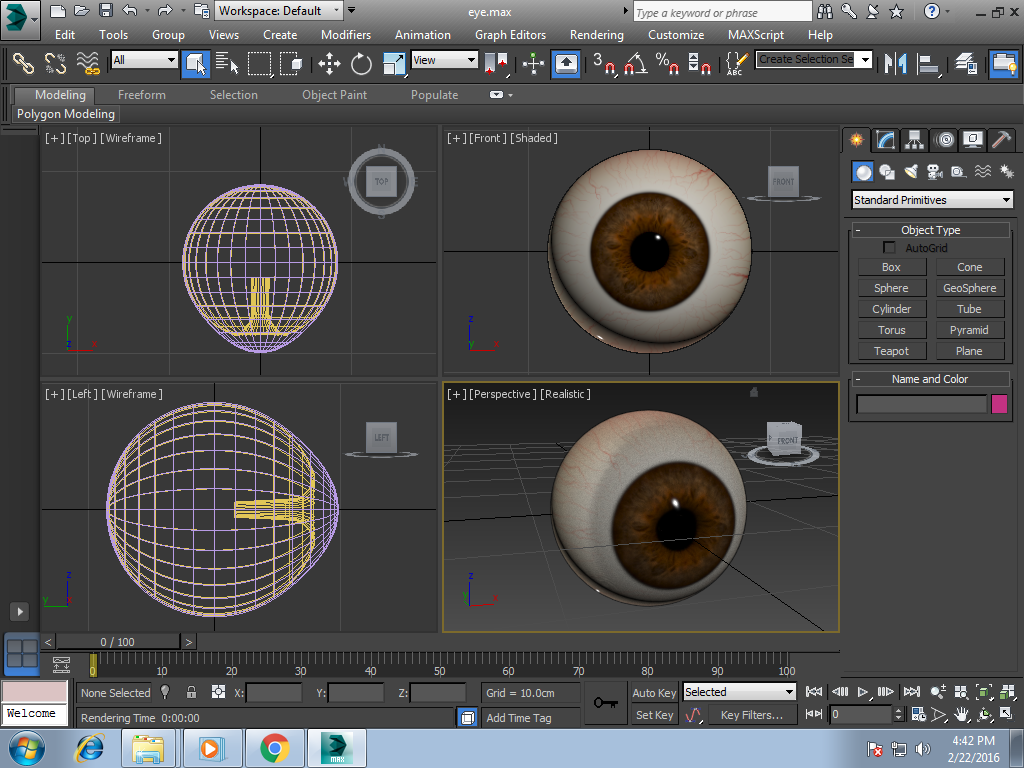 Workspace: Default
eye.max
Type a keyword or phrase
Edit Tools Group Views Create Modifiers Animation Graph Editors Rendering Customize MAXScript Help
All
View
3
%
ABC
Create Selection Se
Modeling Freeform Selection Object Paint Populate
Polygon Modeling
[+] [Top] [Wireframe]
TOP
[+] [Front] [Shaded]
FRONT
[+] [Left] [Wireframe]
LEFT
[+] [Perspective] [Realistic]
FRONT
Standard Primitives
- Object Type
AutoGrid
Box Cone
Sphere GeoSphere
Cylinder Tube
Torus Pyramid
Teapot Plane
- Name and Color
< 0 / 100 >
0 10 20 30 40 50 60 70 80 90 100
None Selected X: Y: Z: Grid = 10.0cm
Auto Key Selected
Welcome
Rendering Time 0:00:00
Add Time Tag
Set Key Key Filters...
0
MAX
4:42 PM
2/22/2016